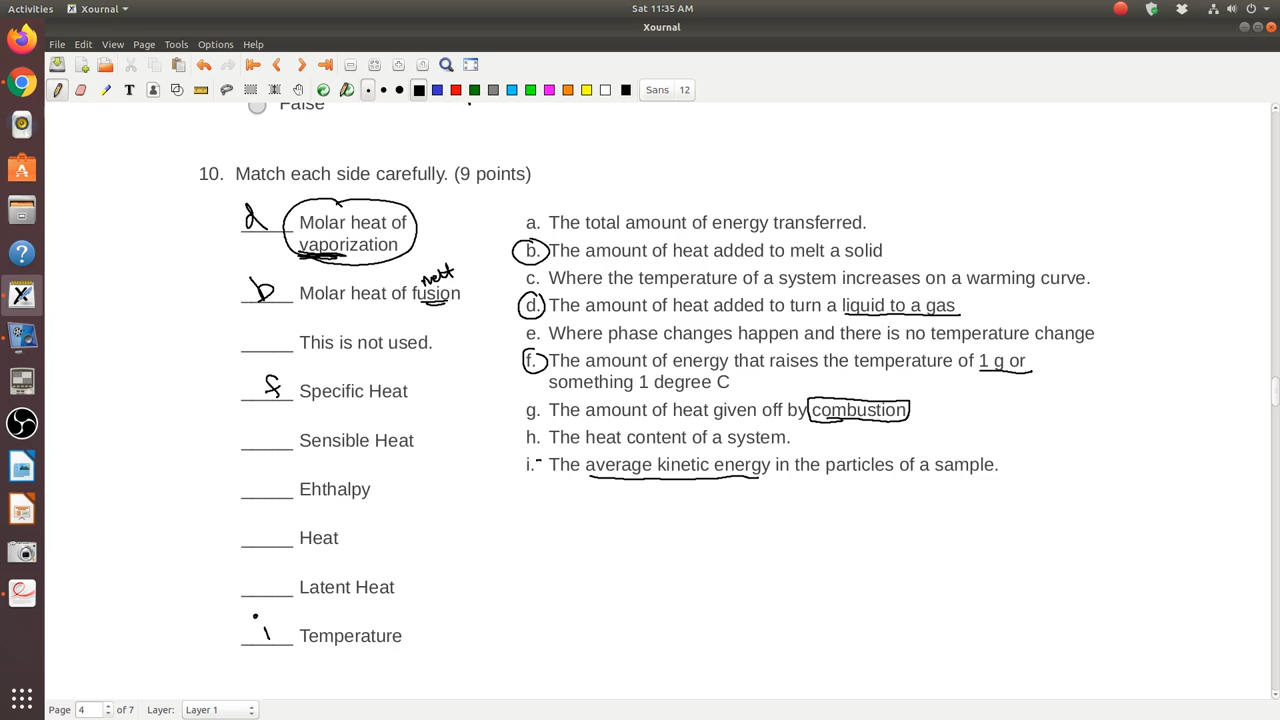 Activities Xournal Sat 11:35 AM
Xournal
File Edit View Page Tools Options Help
T Sans 12
False
10. Match each side carefully. (9 points)
d Molar heat of
vaporization
melt
b Molar heat of fusion
_____ This is not used.
f Specific Heat
_____ Sensible Heat
_____ Ehthalpy
_____ Heat
_____ Latent Heat
i Temperature
a. The total amount of energy transferred.
b. The amount of heat added to melt a solid
c. Where the temperature of a system increases on a warming curve.
d. The amount of heat added to turn a liquid to a gas
e. Where phase changes happen and there is no temperature change
f. The amount of energy that raises the temperature of 1 g or
something 1 degree C
g. The amount of heat given off by combustion
h. The heat content of a system.
i. The average kinetic energy in the particles of a sample.
Page 4 of 7 Layer: Layer 1